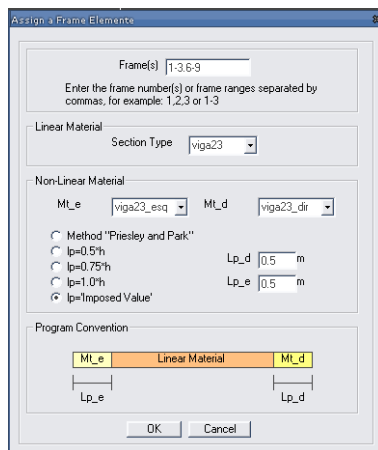 Assign a Frame Elemente
Frame(s) 1-3.6-9
Enter the frame number(s) or frame ranges separated by
commas, for example: 1,2,3 or 1-3
Linear Material
Section Type viga23
Non-Linear Material
Mt_e viga23_esq Mt_d viga23_dir
Method "Priesley and Park"
lp=0.5*h
lp=0.75*h Lp_d 0.5 m
lp=1.0*h Lp_e 0.5 m
lp='Imposed Value'
Program Convention
Mt_e Linear Material Mt_d
Lp_e Lp_d
OK Cancel